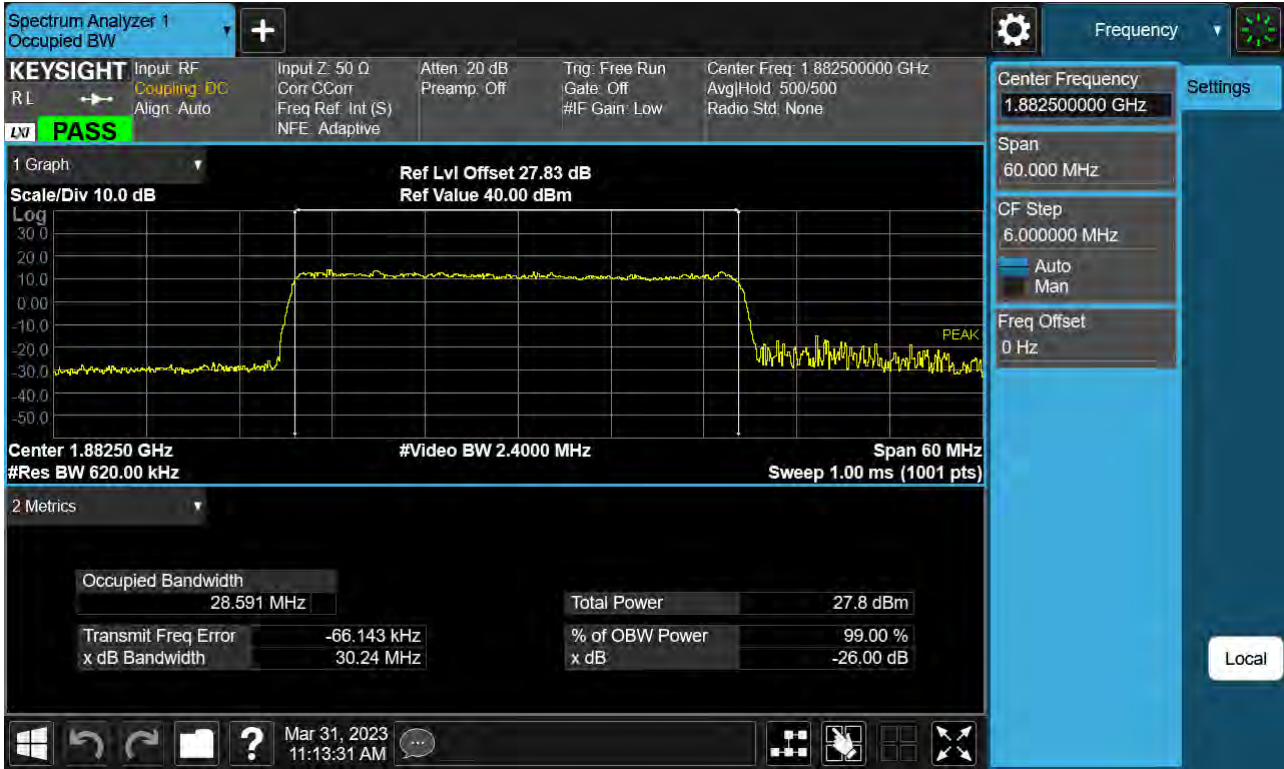 Spectrum Analyzer 1
Occupied BW
Frequency
KEYSIGHT
R L
LXI
PASS
Input: RF
Coupling: DC
Align: Auto
Input Z: 50 Ω
Corr CCorr
Freq Ref: Int (S)
NFE: Adaptive
Atten: 20 dB
Preamp: Off
Trig: Free Run
Gate: Off
#IF Gain: Low
Center Freq: 1.882500000 GHz
Avg|Hold: 500/500
Radio Std: None
Center Frequency
1.882500000 GHz
Settings
Span
60.000 MHz
CF Step
6.000000 MHz
Auto
Man
Freq Offset
0 Hz
1 Graph
Scale/Div 10.0 dB
Ref Lvl Offset 27.83 dB
Ref Value 40.00 dBm
Log
30.0
20.0
10.0
0.00
-10.0
-20.0
-30.0
-40.0
-50.0
PEAK
Center 1.88250 GHz
#Video BW 2.4000 MHz
Span 60 MHz
#Res BW 620.00 kHz
Sweep 1.00 ms (1001 pts)
2 Metrics
Occupied Bandwidth
28.591 MHz
Total Power 27.8 dBm
Transmit Freq Error -66.143 kHz
% of OBW Power 99.00 %
x dB Bandwidth 30.24 MHz
x dB -26.00 dB
Local
?
Mar 31, 2023
11:13:31 AM